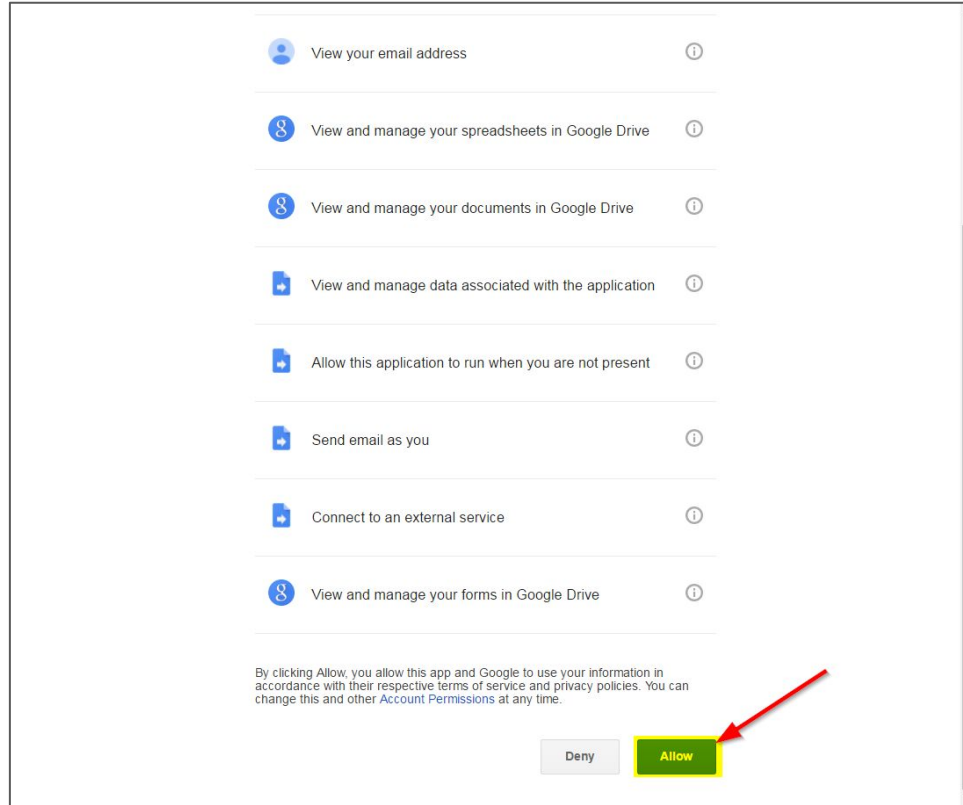 View your email address
View and manage your spreadsheets in Google Drive
View and manage your documents in Google Drive
View and manage data associated with the application
Allow this application to run when you are not present
Send email as you
Connect to an external service
View and manage your forms in Google Drive
By clicking Allow, you allow this app and Google to use your information in
accordance with their respective terms of service and privacy policies. You can
change this and other Account Permissions at any time.
Deny Allow